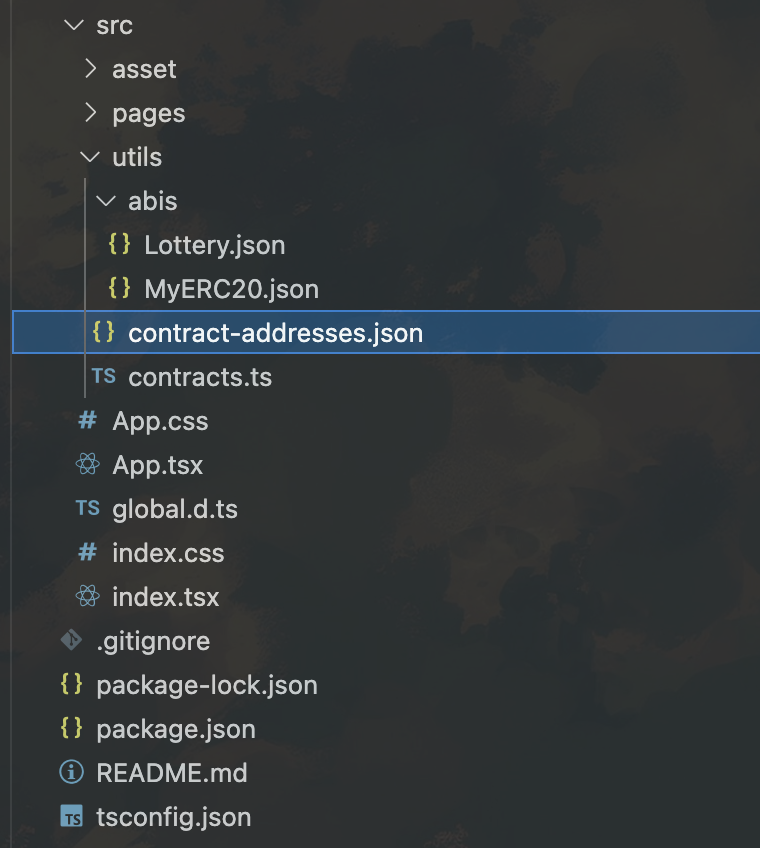 src
asset
pages
utils
abis
{} Lottery.json
{} MyERC20.json
{} contract-addresses.json
TS contracts.ts
# App.css
App.tsx
TS global.d.ts
# index.css
index.tsx
.gitignore
{} package-lock.json
{} package.json
README.md
TS tsconfig.json